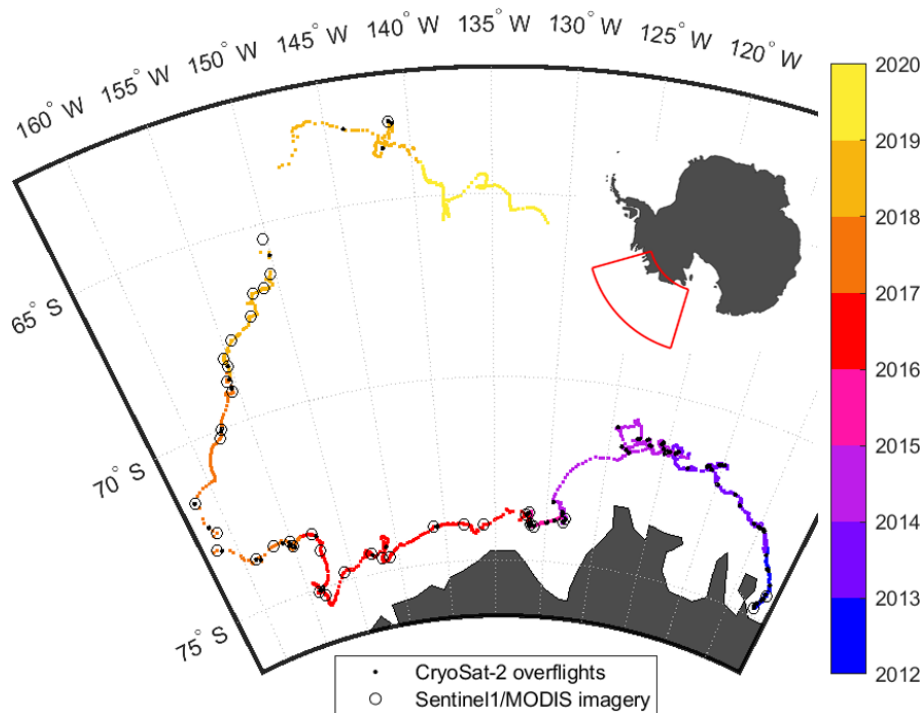 160° W
155° W
150° W
145° W
140° W
135° W
130° W
125° W
120° W
65° S
70° S
75° S
2020
2019
2018
2017
2016
2015
2014
2013
2012
CryoSat-2 overflights
Sentinel1/MODIS imagery